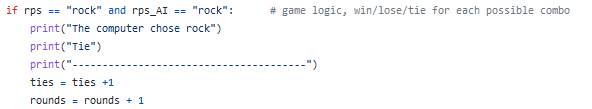 if rps == "rock" and rps_AI == "rock":      # game logic, win/lose/tie for each possible combo
    print("The computer chose rock")
    print("Tie")
    print("---------------------------------------")
    ties = ties +1
    rounds = rounds + 1